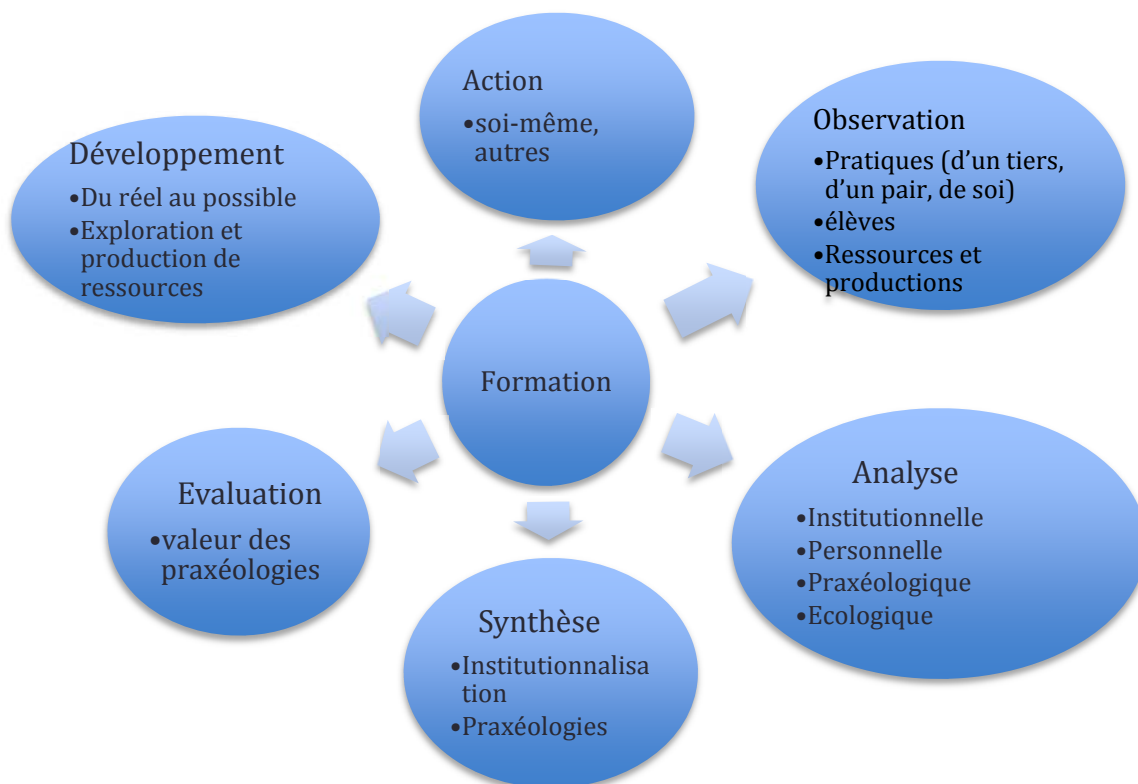 Action
•soi-même,
autres
Observation
•Pratiques (d’un tiers,
d’un pair, de soi)
•élèves
•Ressources et
productions
Analyse
•Institutionnelle
•Personnelle
•Praxéologique
•Ecologique
Synthèse
•Institutionnalisa
tion
•Praxéologies
Evaluation
•valeur des
praxéologies
Développement
•Du réel au possible
•Exploration et
production de
ressources
Formation